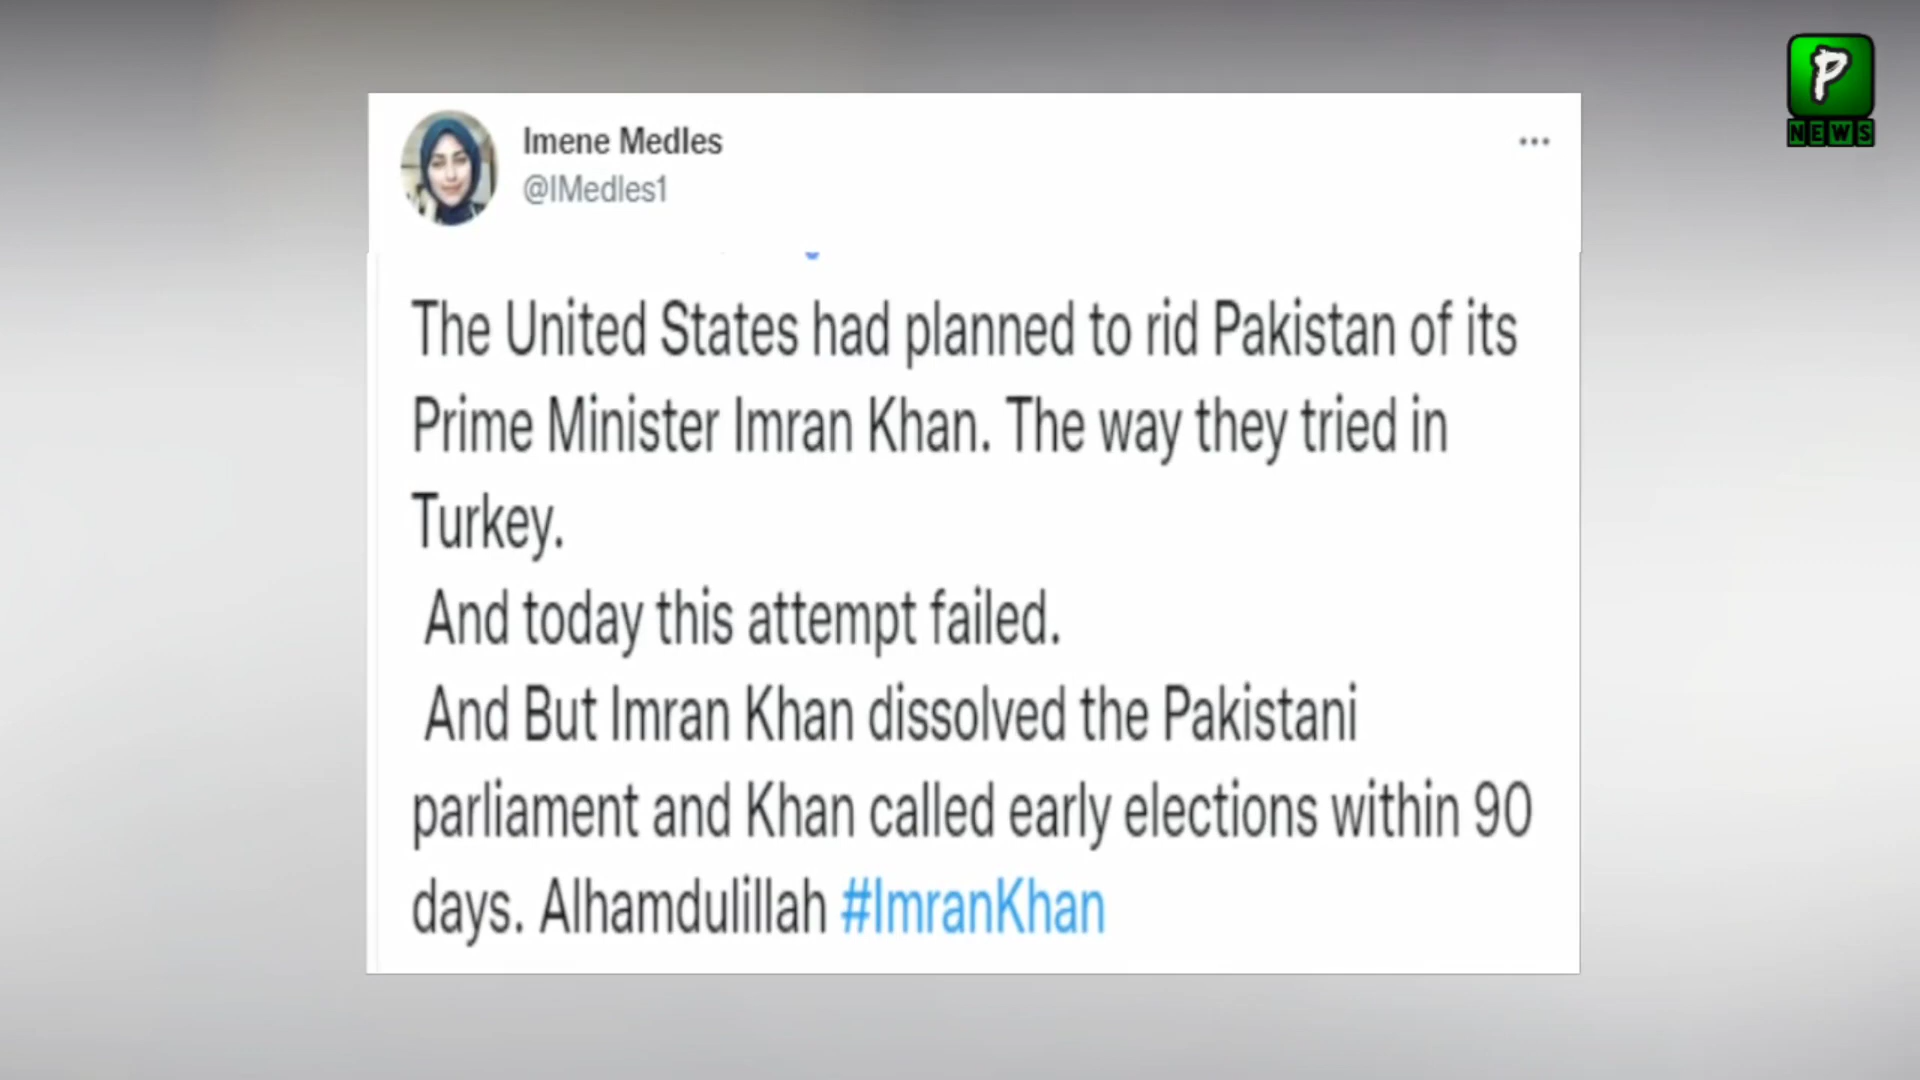 P
NEWS
Imene Medles
@IMedles1
The United States had planned to rid Pakistan of its
Prime Minister Imran Khan. The way they tried in
Turkey.
And today this attempt failed.
And But Imran Khan dissolved the Pakistani
parliament and Khan called early elections within 90
days. Alhamdulillah #ImranKhan